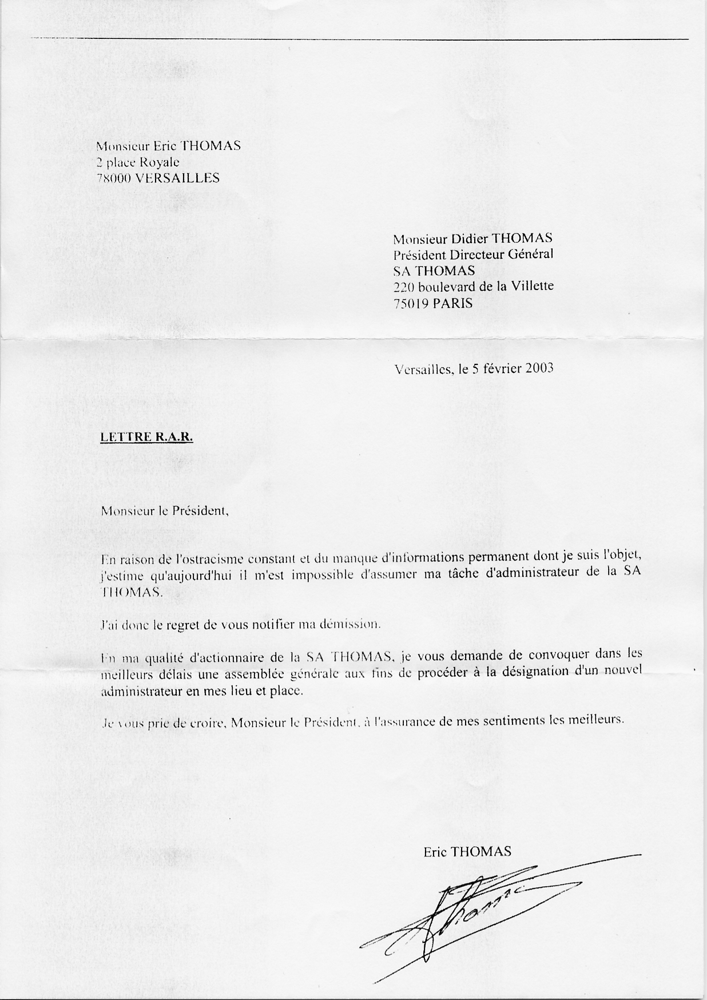 Monsieur Eric THOMAS
2 place Royale
78000 VERSAILLES
Monsieur Didier THOMAS
Président Directeur Général
SA THOMAS
220 boulevard de la Villette
75019 PARIS
Versailles, le 5 février 2003
LETTRE R.A.R.
Monsieur le Président,
En raison de l'ostracisme constant et du manque d'informations permanent dont je suis l'objet,
j'estime qu'aujourd'hui il m'est impossible d'assumer ma tâche d'administrateur de la SA
THOMAS.
J'ai donc le regret de vous notifier ma démission.
En ma qualité d'actionnaire de la SA THOMAS, je vous demande de convoquer dans les
meilleurs délais une assemblée générale aux fins de procéder à la désignation d'un nouvel
administrateur en mes lieu et place.
Je vous prie de croire, Monsieur le Président, à l'assurance de mes sentiments les meilleurs.
Eric THOMAS
Thomas